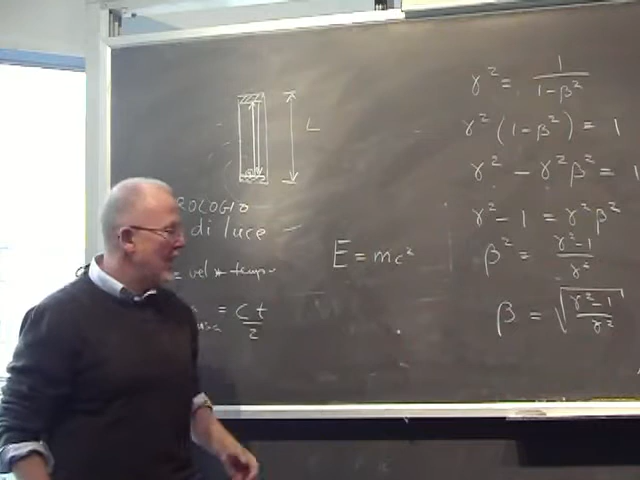 L
OROLOGIO
di luce
= vel * tempo
= ct/2
E = mc²
γ² = 1/(1-β²)
γ² (1-β²) = 1
γ² - γ²β² = 1
γ² - 1 = γ²β²
β² = (γ²-1)/γ²
β = √((γ²-1)/γ²)